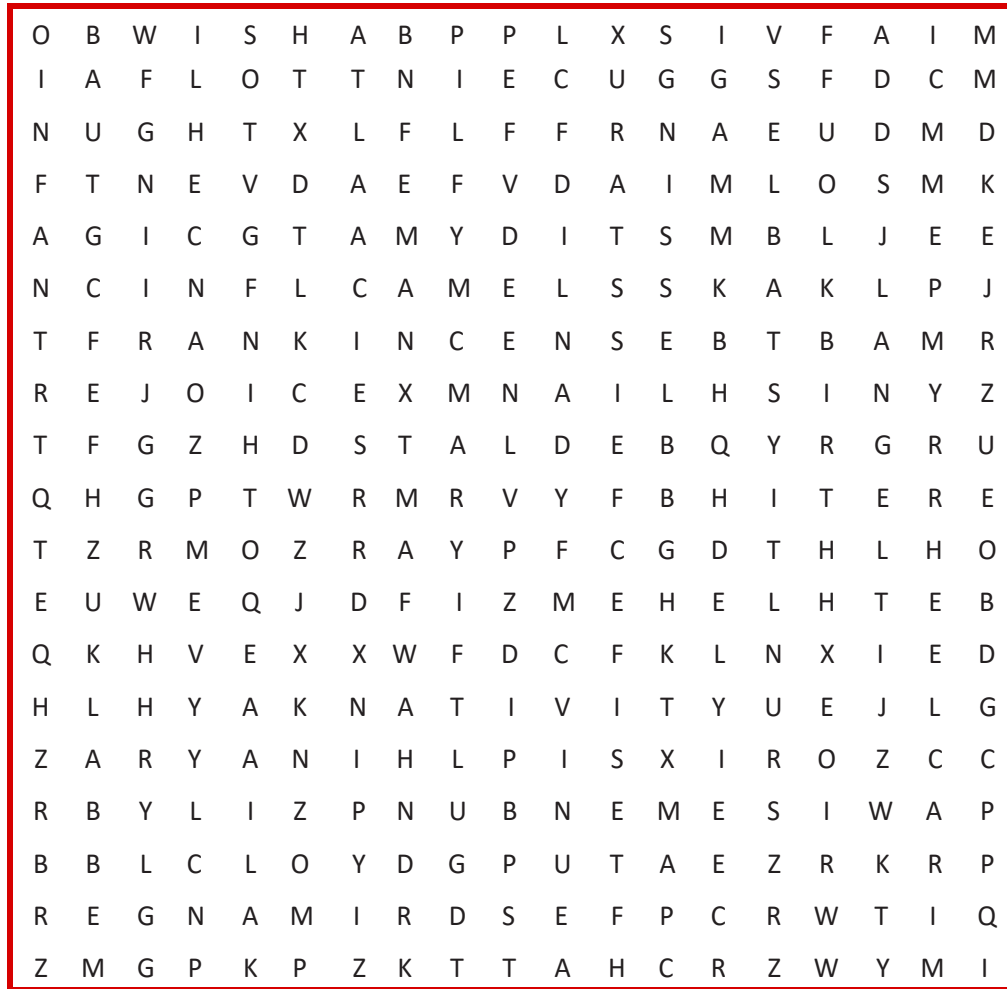 O B W I S H A B P P L X S I V F A I M
I A F L O T T N I E C U G G S F D C M
N U G H T X L F L F F R N A E U D M D
F T N E V D A E F V D A I M L O S M K
A G I C G T A M Y D I T S M B L J E E
N C I N F L C A M E L S S K A K L P J
T F R A N K I N C E N S E B T B A M R
R E J O I C E X M N A I L H S I N Y Z
T F G Z H D S T A L D E B Q Y R G R U
Q H G P T W R M R V Y F B H I T E R E
T Z R M O Z R A Y P F C G D T H L H O
E U W E Q J D F I Z M E H E L H T E B
Q K H V E X X W F D C F K L N X I E D
H L H Y A K N A T I V I T Y U E J L G
Z A R Y A N I H L P I S X I R O Z C C
R B Y L I Z P N U B N E M E S I W A P
B B L C L O Y D G P U T A E Z R K R P
R E G N A M I R D S E F P C R W T I Q
Z M G P K P Z K T T A H C R Z W Y M I